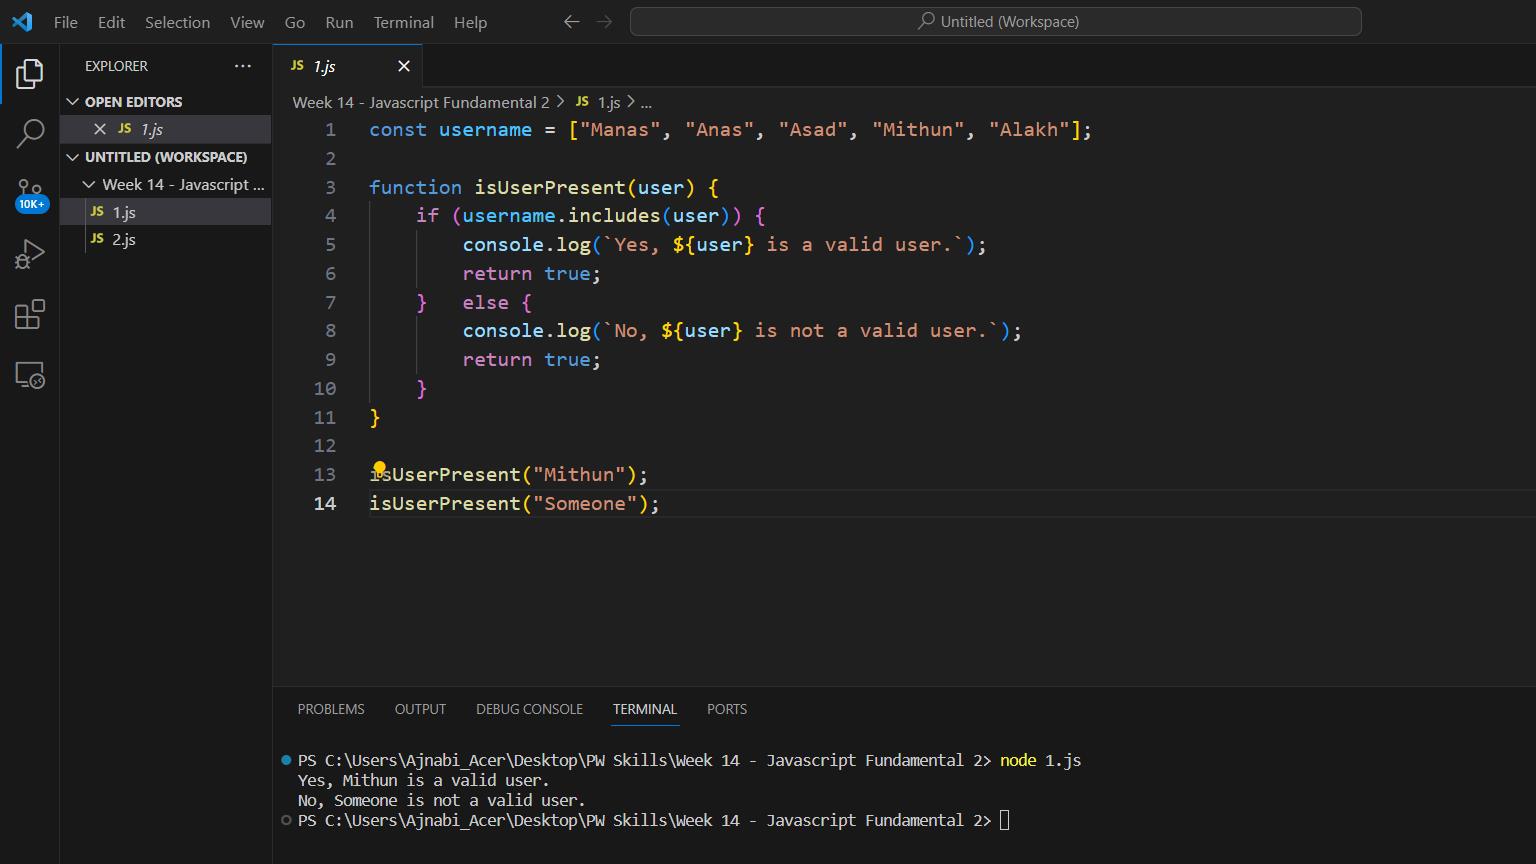 File Edit Selection View Go Run Terminal Help
Untitled (Workspace)
EXPLORER
OPEN EDITORS
JS 1.js
UNTITLED (WORKSPACE)
Week 14 - Javascript ...
JS 1.js
JS 2.js
10K+
JS 1.js
Week 14 - Javascript Fundamental 2 > JS 1.js > ...
1 const username = ["Manas", "Anas", "Asad", "Mithun", "Alakh"];
2
3 function isUserPresent(user) {
4     if (username.includes(user)) {
5         console.log(`Yes, ${user} is a valid user.`);
6         return true;
7     }   else {
8         console.log(`No, ${user} is not a valid user.`);
9         return true;
10     }
11 }
12
13 isUserPresent("Mithun");
14 isUserPresent("Someone");
PROBLEMS OUTPUT DEBUG CONSOLE TERMINAL PORTS
PS C:\Users\Ajnabi_Acer\Desktop\PW Skills\Week 14 - Javascript Fundamental 2> node 1.js
Yes, Mithun is a valid user.
No, Someone is not a valid user.
PS C:\Users\Ajnabi_Acer\Desktop\PW Skills\Week 14 - Javascript Fundamental 2>